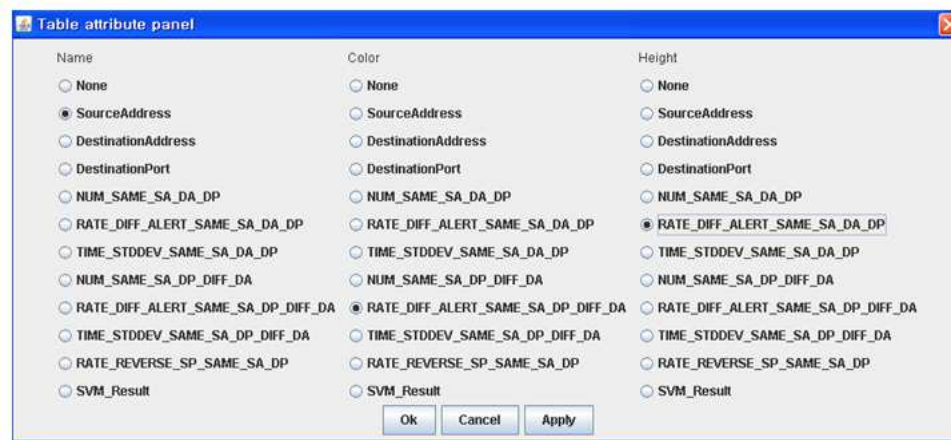 Table attribute panel
Name Color Height
None None None
SourceAddress SourceAddress SourceAddress
DestinationAddress DestinationAddress DestinationAddress
DestinationPort DestinationPort DestinationPort
NUM_SAME_SA_DA_DP NUM_SAME_SA_DA_DP NUM_SAME_SA_DA_DP
RATE_DIFF_ALERT_SAME_SA_DA_DP RATE_DIFF_ALERT_SAME_SA_DA_DP RATE_DIFF_ALERT_SAME_SA_DA_DP
TIME_STDDEV_SAME_SA_DA_DP TIME_STDDEV_SAME_SA_DA_DP TIME_STDDEV_SAME_SA_DA_DP
NUM_SAME_SA_DP_DIFF_DA NUM_SAME_SA_DP_DIFF_DA NUM_SAME_SA_DP_DIFF_DA
RATE_DIFF_ALERT_SAME_SA_DP_DIFF_DA RATE_DIFF_ALERT_SAME_SA_DP_DIFF_DA RATE_DIFF_ALERT_SAME_SA_DP_DIFF_DA
TIME_STDDEV_SAME_SA_DP_DIFF_DA TIME_STDDEV_SAME_SA_DP_DIFF_DA TIME_STDDEV_SAME_SA_DP_DIFF_DA
RATE_REVERSE_SP_SAME_SA_DP RATE_REVERSE_SP_SAME_SA_DP RATE_REVERSE_SP_SAME_SA_DP
SVM_Result SVM_Result SVM_Result
Ok Cancel Apply